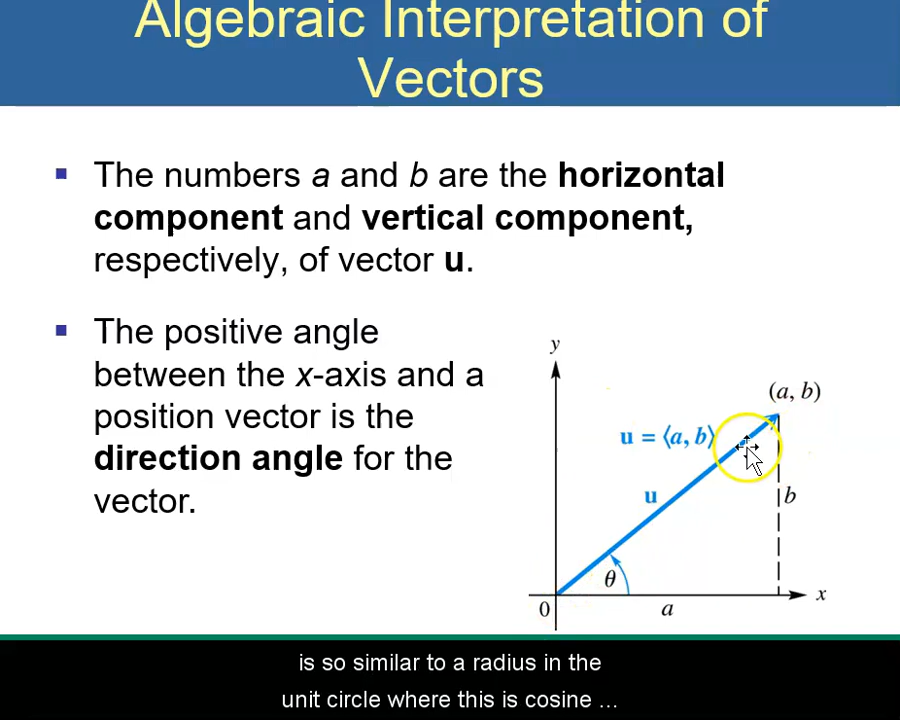 Algebraic Interpretation of
Vectors
The numbers a and b are the horizontal
component and vertical component,
respectively, of vector u.
The positive angle
between the x-axis and a
position vector is the
direction angle for the
vector.
y
(a, b)
u = ⟨a, b⟩
u
b
θ
x
0
a
is so similar to a radius in the
unit circle where this is cosine ...